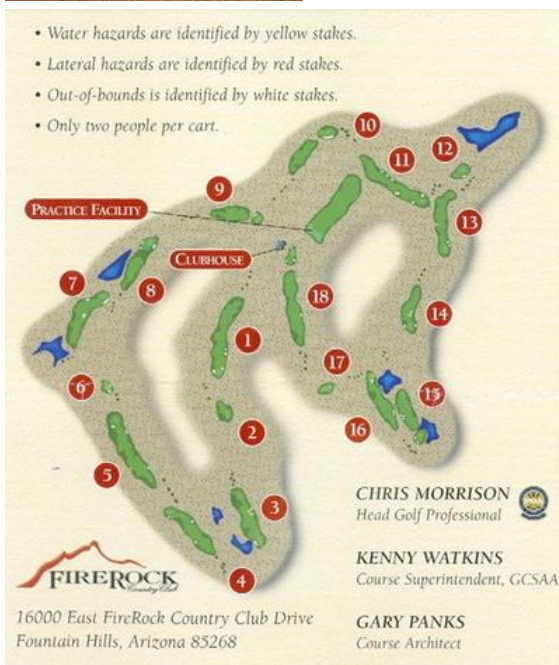 • Water hazards are identified by yellow stakes.
• Lateral hazards are identified by red stakes.
• Out-of-bounds is identified by white stakes.
• Only two people per cart.
10
11
12
9
PRACTICE FACILITY
13
CLUBHOUSE
7
8
18
14
1
17
6
15
2
16
5
3
4
CHRIS MORRISON
Head Golf Professional
KENNY WATKINS
Course Superintendent, GCSAA
GARY PANKS
Course Architect
FIREROCK
Country Club
16000 East FireRock Country Club Drive
Fountain Hills, Arizona 85268